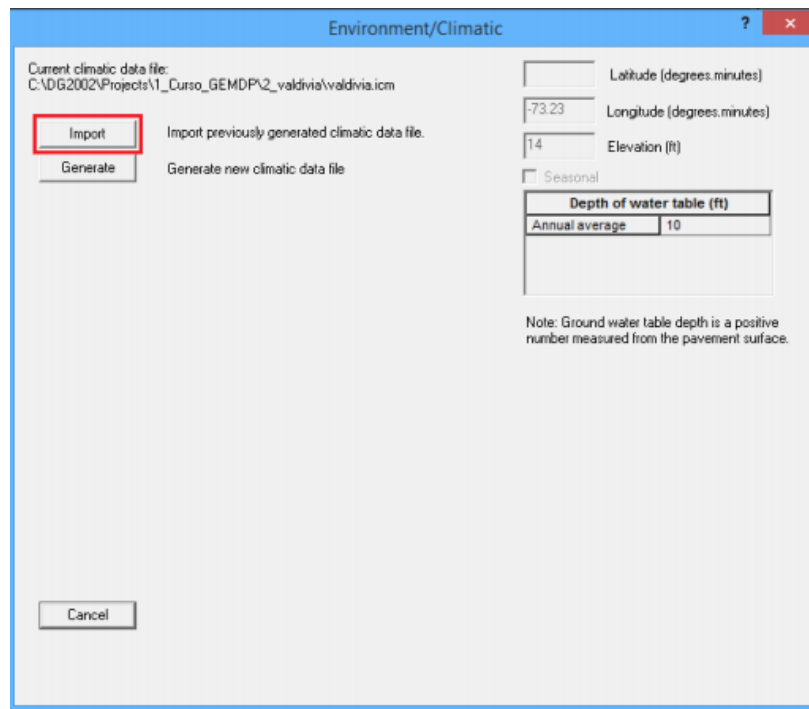 Environment/Climatic
?
×
Current climatic data file:
C:\DG2002\Projects\1_Curso_GEMDP\2_valdivia\valdivia.icm
Import
Import previously generated climatic data file.
Generate
Generate new climatic data file
Latitude (degrees.minutes)
-73.23
Longitude (degrees.minutes)
14
Elevation (ft)
Seasonal
Depth of water table (ft)
Annual average 10
Note: Ground water table depth is a positive
number measured from the pavement surface.
Cancel